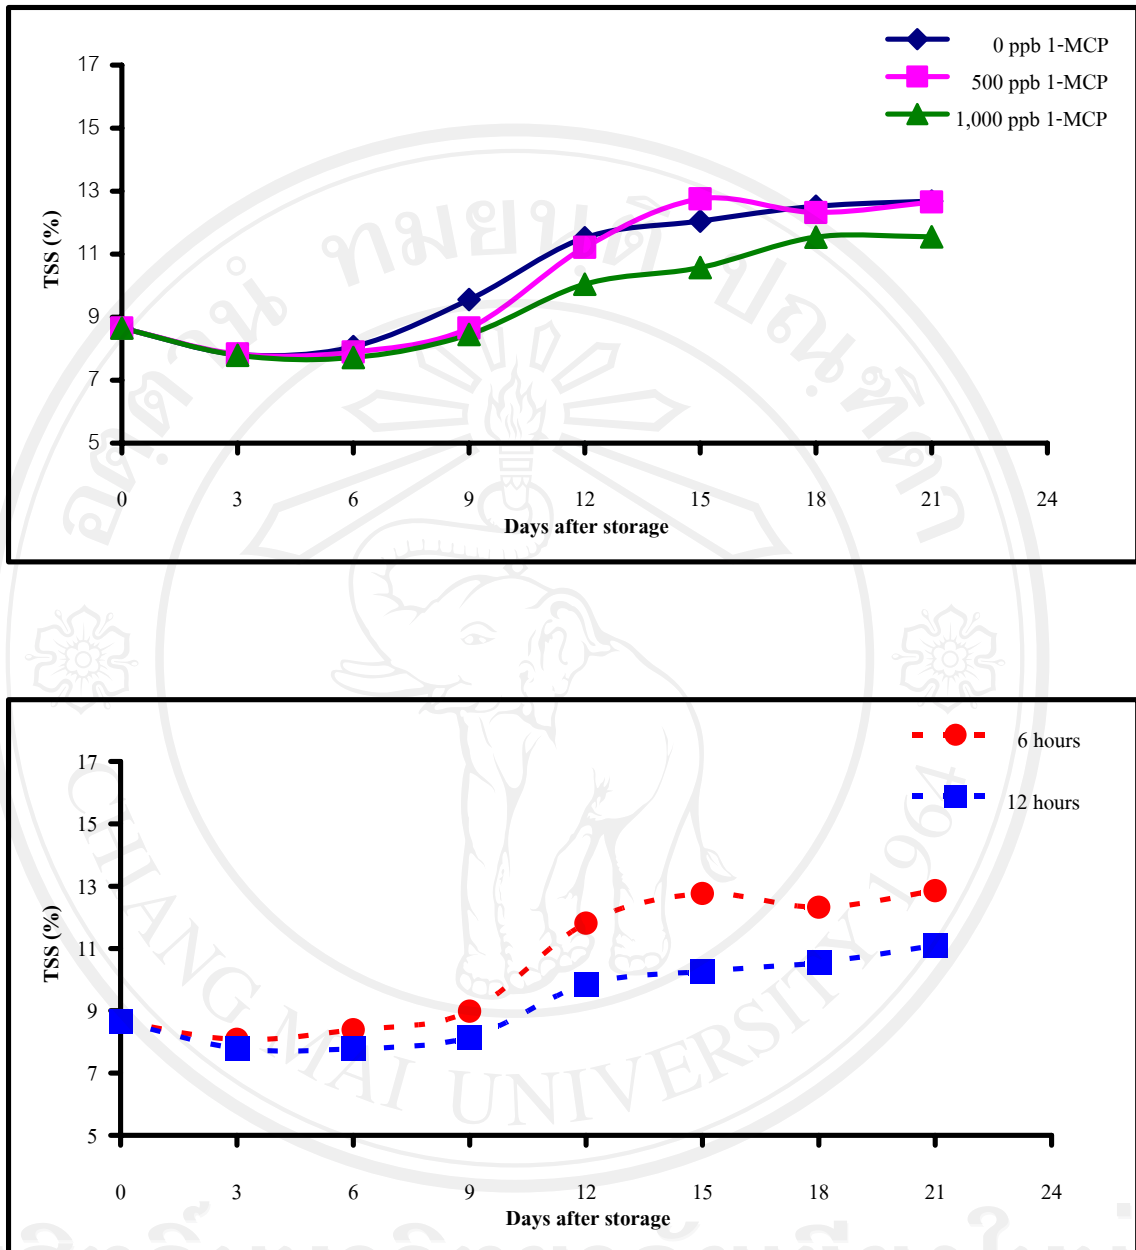 0 ppb 1-MCP
500 ppb 1-MCP
1,000 ppb 1-MCP
17
15
13
11
9
7
5
TSS (%)
0 3 6 9 12 15 18 21 24
Days after storage
6 hours
12 hours
17
15
13
11
9
7
5
TSS (%)
0 3 6 9 12 15 18 21 24
Days after storage
CHIANG MAI UNIVERSITY 1964